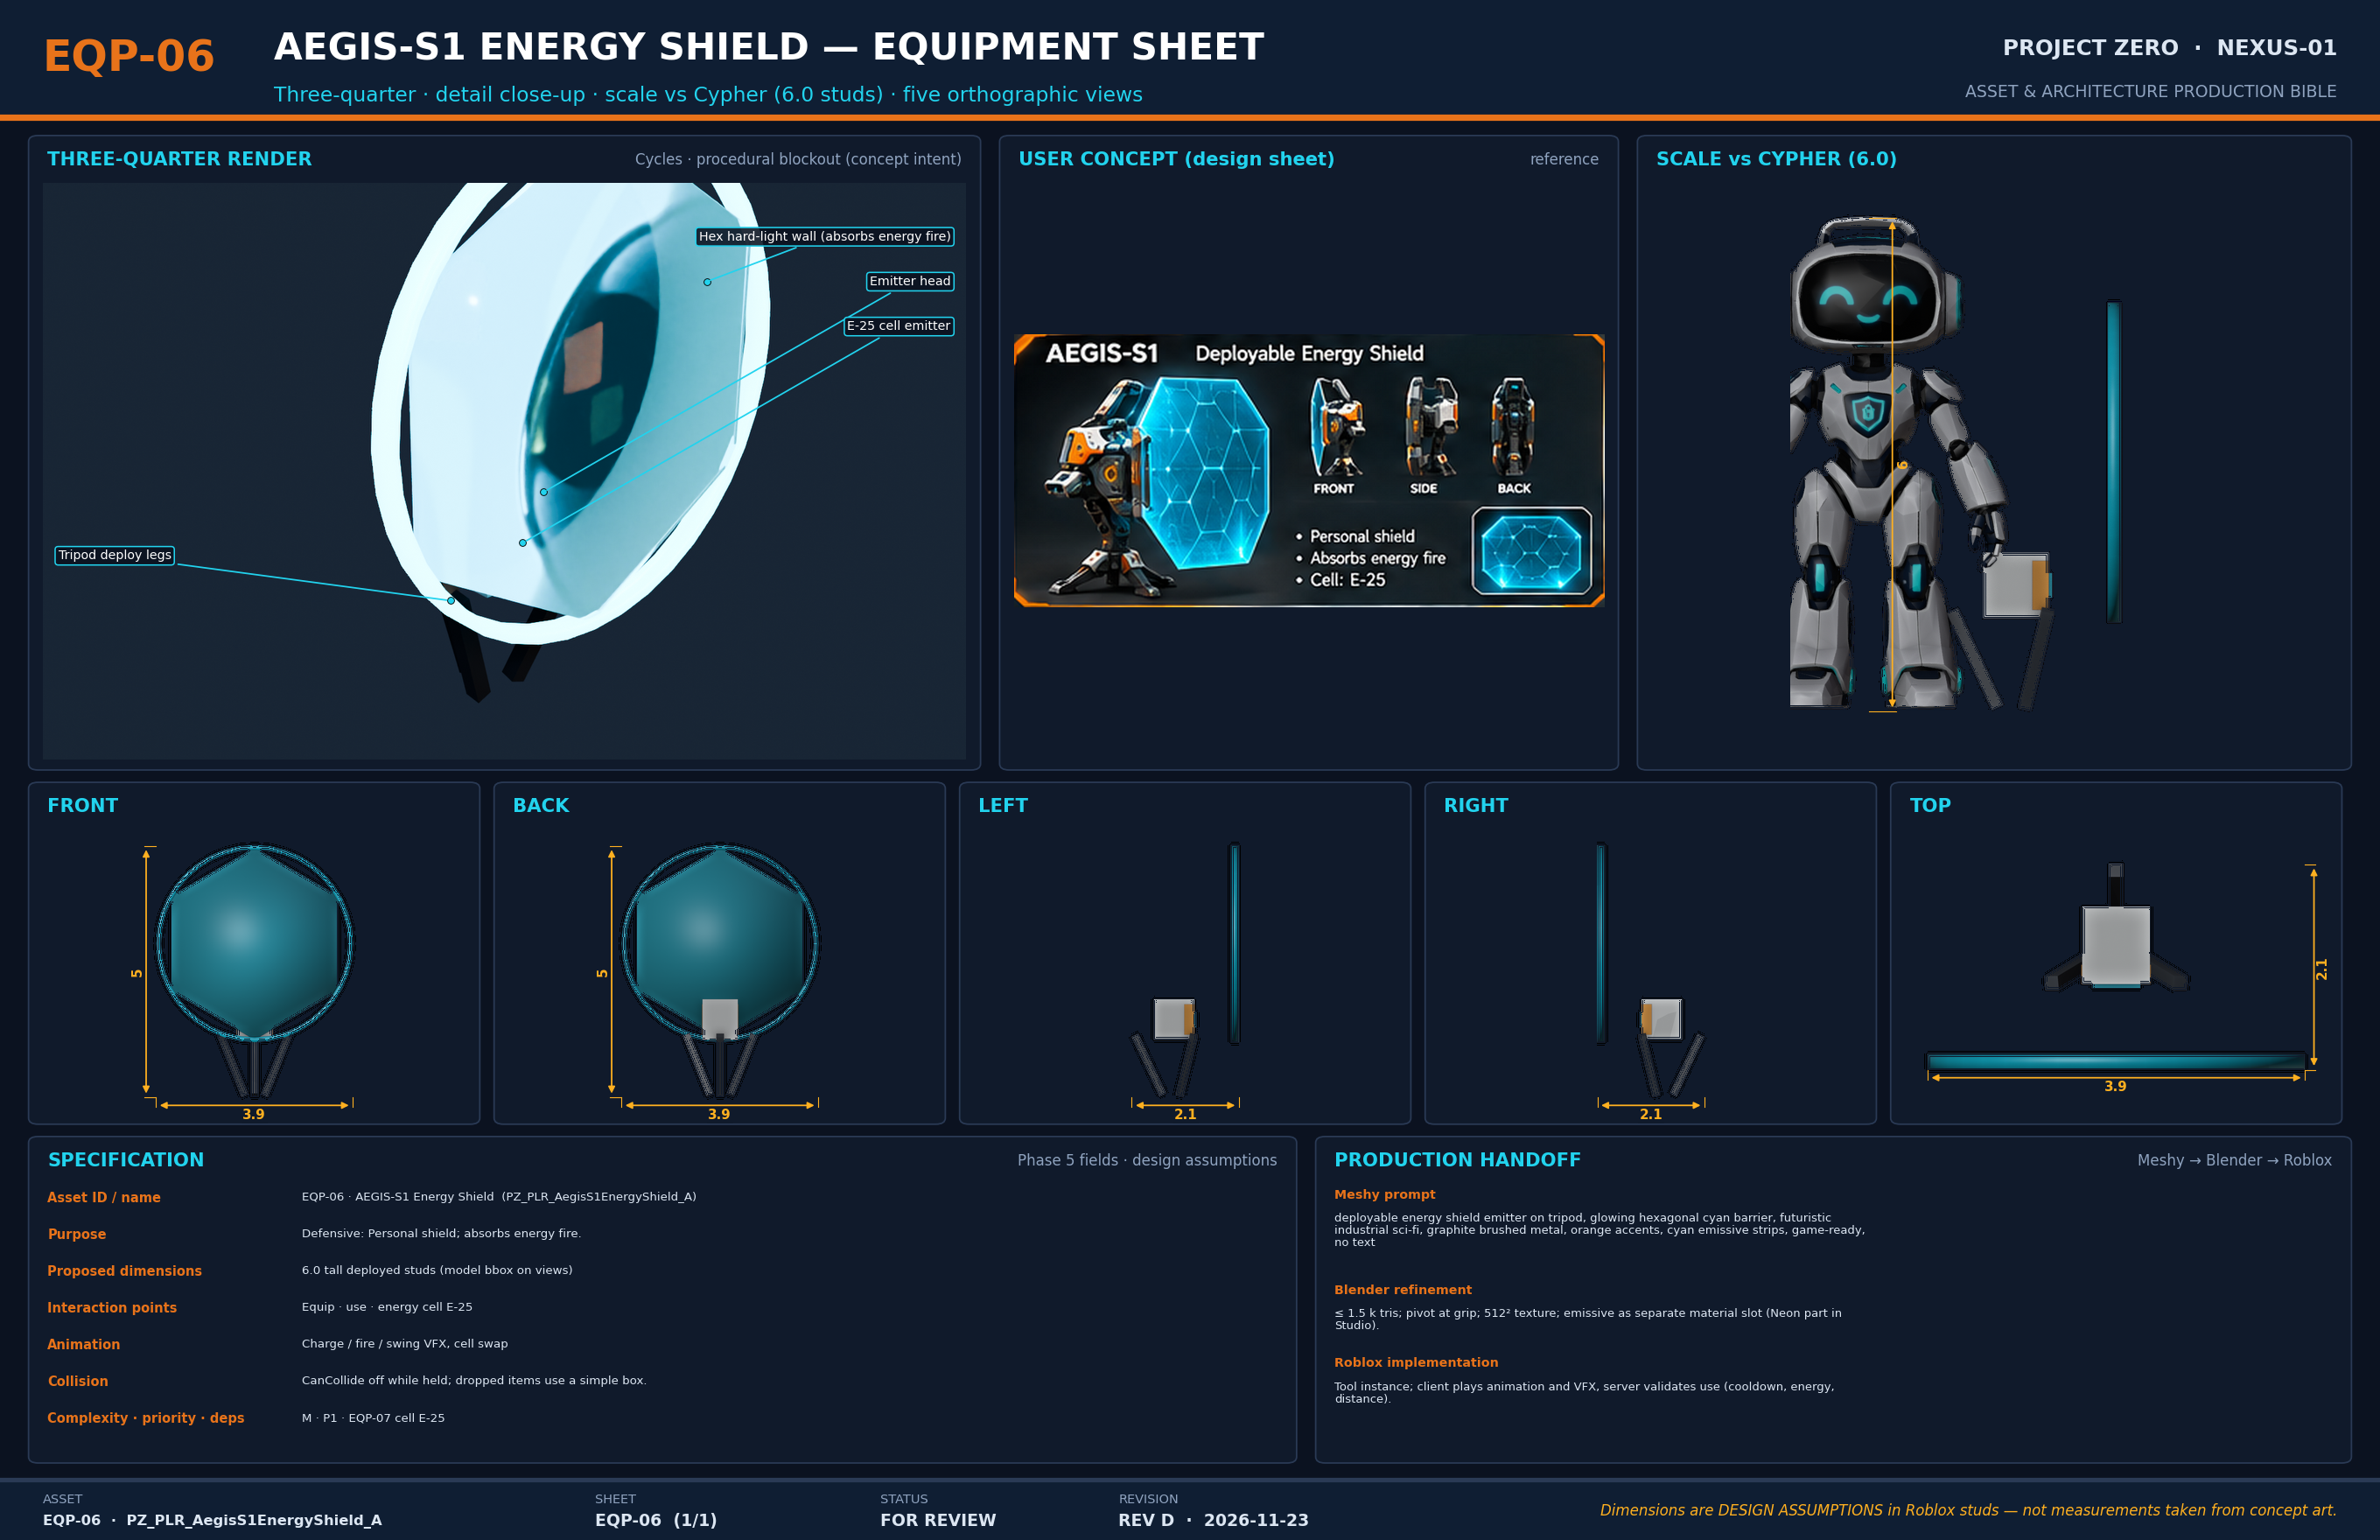 EQP-06
AEGIS-S1 ENERGY SHIELD — EQUIPMENT SHEET
Three-quarter · detail close-up · scale vs Cypher (6.0 studs) · five orthographic views
PROJECT ZERO · NEXUS-01
ASSET & ARCHITECTURE PRODUCTION BIBLE
THREE-QUARTER RENDER
Cycles · procedural blockout (concept intent)
Hex hard-light wall (absorbs energy fire)
Emitter head
E-25 cell emitter
Tripod deploy legs
USER CONCEPT (design sheet)
reference
AEGIS-S1 Deployable Energy Shield
FRONT SIDE BACK
• Personal shield
• Absorbs energy fire
• Cell: E-25
SCALE vs CYPHER (6.0)
6
FRONT
5
3.9
BACK
5
3.9
LEFT
2.1
RIGHT
2.1
TOP
2.1
3.9
SPECIFICATION
Phase 5 fields · design assumptions
Asset ID / name EQP-06 · AEGIS-S1 Energy Shield (PZ_PLR_AegisS1EnergyShield_A)
Purpose Defensive: Personal shield; absorbs energy fire.
Proposed dimensions 6.0 tall deployed studs (model bbox on views)
Interaction points Equip · use · energy cell E-25
Animation Charge / fire / swing VFX, cell swap
Collision CanCollide off while held; dropped items use a simple box.
Complexity · priority · deps M · P1 · EQP-07 cell E-25
PRODUCTION HANDOFF
Meshy → Blender → Roblox
Meshy prompt
deployable energy shield emitter on tripod, glowing hexagonal cyan barrier, futuristic
industrial sci-fi, graphite brushed metal, orange accents, cyan emissive strips, game-ready,
no text
Blender refinement
≤ 1.5 k tris; pivot at grip; 512² texture; emissive as separate material slot (Neon part in
Studio).
Roblox implementation
Tool instance; client plays animation and VFX, server validates use (cooldown, energy,
distance).
ASSET
EQP-06 · PZ_PLR_AegisS1EnergyShield_A
SHEET
EQP-06 (1/1)
STATUS
FOR REVIEW
REVISION
REV D · 2026-11-23
Dimensions are DESIGN ASSUMPTIONS in Roblox studs — not measurements taken from concept art.